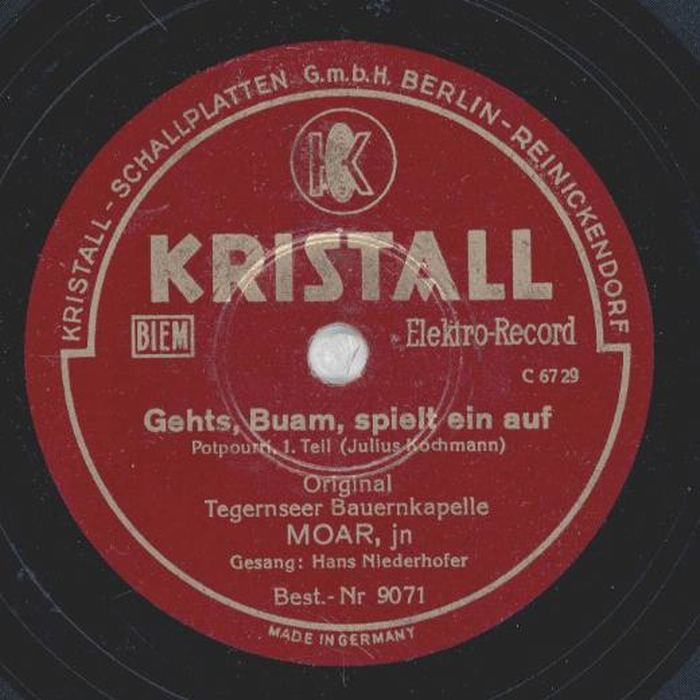 KRISTALL-SCHALLPLATTEN G.m.b.H. BERLIN-REINICKENDORF
K
KRISTALL
BIEM
Elektro-Record
C 6729
Gehts, Buam, spielt ein auf
Potpourri, 1. Teil (Julius Kochmann)
Original
Tegernseer Bauernkapelle
MOAR, jn
Gesang: Hans Niederhofer
Best.-Nr 9071
MADE IN GERMANY